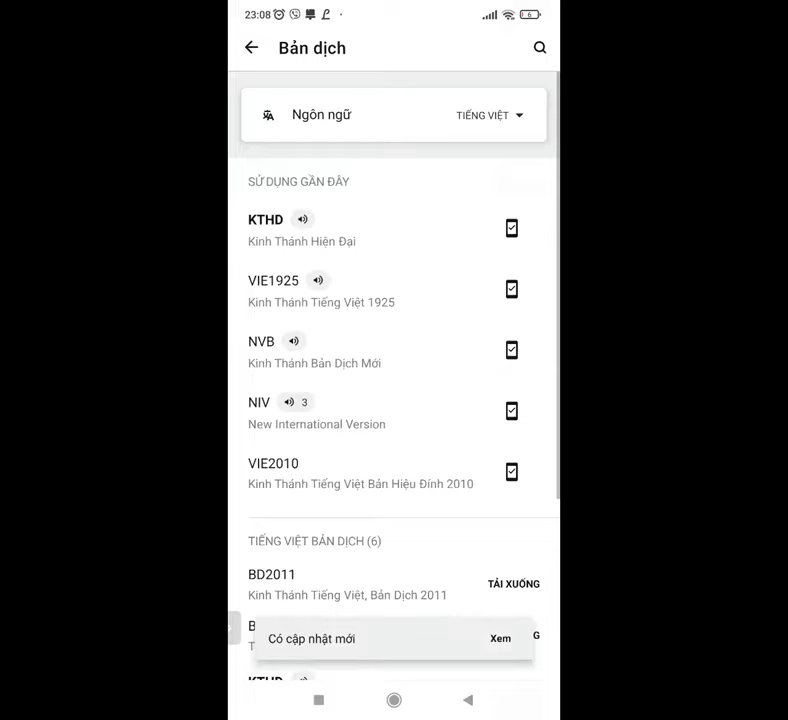 23:08
6
Bản dịch
Ngôn ngữ
TIẾNG VIỆT
SỬ DỤNG GẦN ĐÂY
KTHD
Kinh Thánh Hiện Đại
VIE1925
Kinh Thánh Tiếng Việt 1925
NVB
Kinh Thánh Bản Dịch Mới
NIV 3
New International Version
VIE2010
Kinh Thánh Tiếng Việt Bản Hiệu Đính 2010
TIẾNG VIỆT BẢN DỊCH (6)
BD2011
Kinh Thánh Tiếng Việt, Bản Dịch 2011
TẢI XUỐNG
Có cập nhật mới
Xem
KTHD